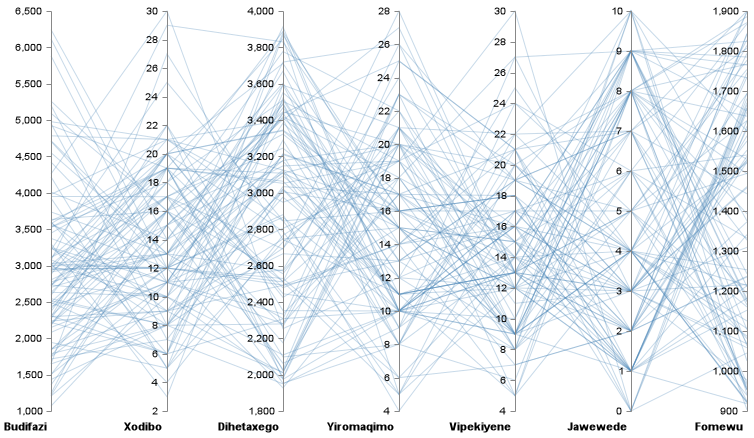 6,500 30 4,000 28 30 10 1,900
6,000 28 3,800 26 28 9 1,800
5,500 26 3,600 24 26 8 1,700
5,000 24 3,400 22 24 7 1,600
4,500 22 3,200 20 22 6 1,500
4,000 20 3,000 18 20 5 1,400
3,500 18 2,800 16 18 4 1,300
3,000 16 2,600 14 16 3 1,200
2,500 14 2,400 12 14 2 1,100
2,000 12 2,200 10 12 1 1,000
1,500 10 2,000 8 10 0 900
1,000 8 1,800 6 8
6 4 6
4 4
2
Budifazi Xodibo Dihetaxego Yiromaqimo Vipekiyene Jawewede Fomewu